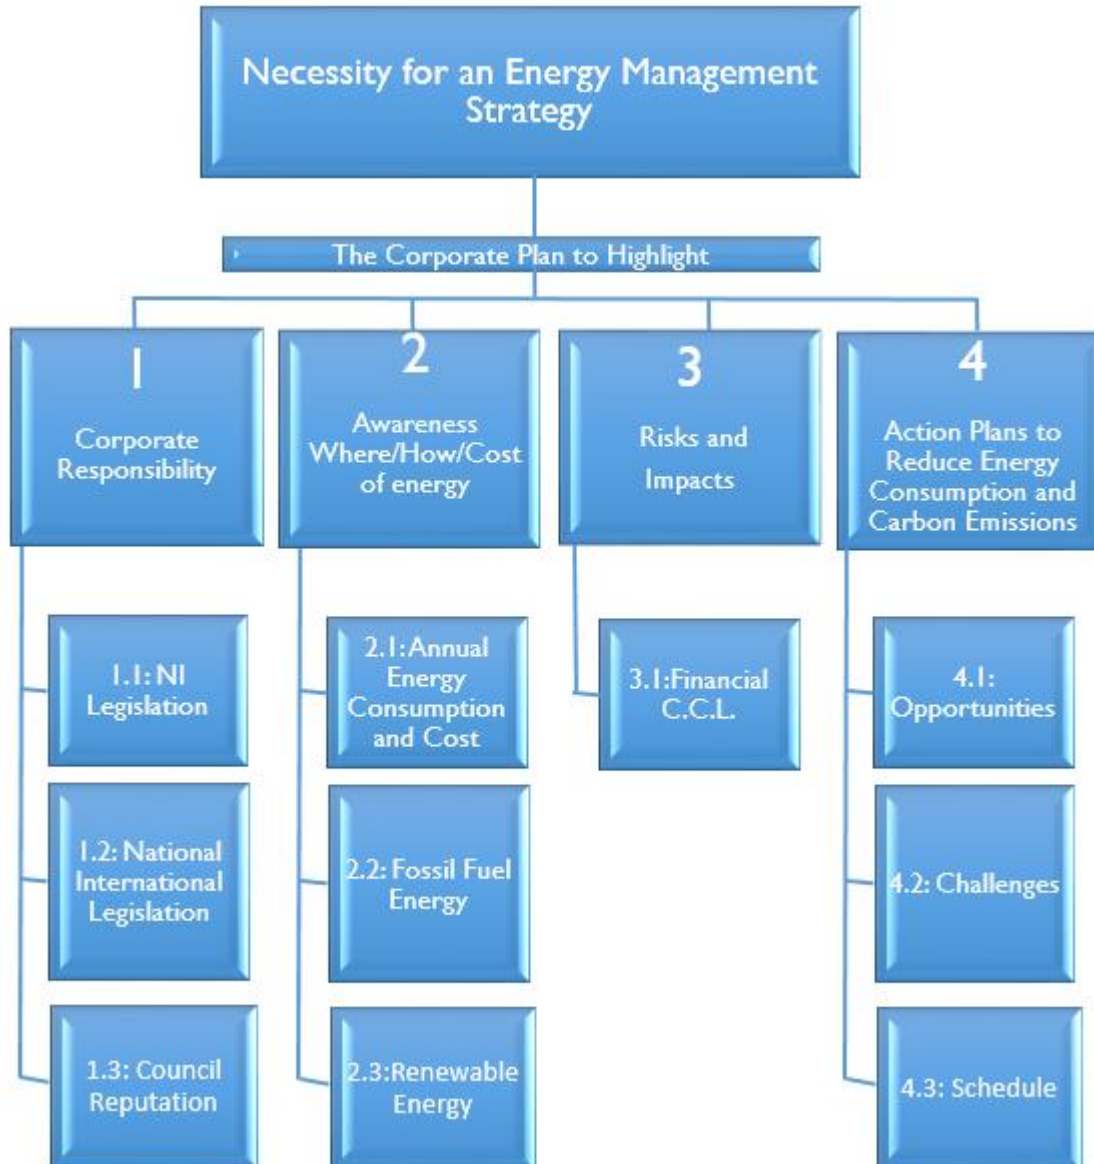 Necessity for an Energy Management
Strategy
The Corporate Plan to Highlight
1
Corporate
Responsibility
2
Awareness
Where/How/Cost
of energy
3
Risks and
Impacts
4
Action Plans to
Reduce Energy
Consumption and
Carbon Emissions
1.1: NI
Legislation
1.2: National
International
Legislation
1.3: Council
Reputation
2.1: Annual
Energy
Consumption
and Cost
2.2: Fossil Fuel
Energy
2.3:Renewable
Energy
3.1:Financial
C.C.L.
4.1:
Opportunities
4.2: Challenges
4.3: Schedule